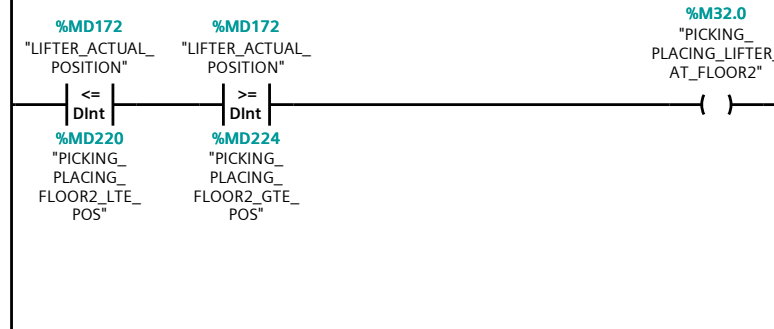 %MD172
"LIFTER_ACTUAL_
POSITION"
<=
DInt
%MD220
"PICKING_
PLACING_
FLOOR2_LTE_
POS"
%MD172
"LIFTER_ACTUAL_
POSITION"
>=
DInt
%MD224
"PICKING_
PLACING_
FLOOR2_GTE_
POS"
%M32.0
"PICKING_
PLACING_LIFTER_
AT_FLOOR2"